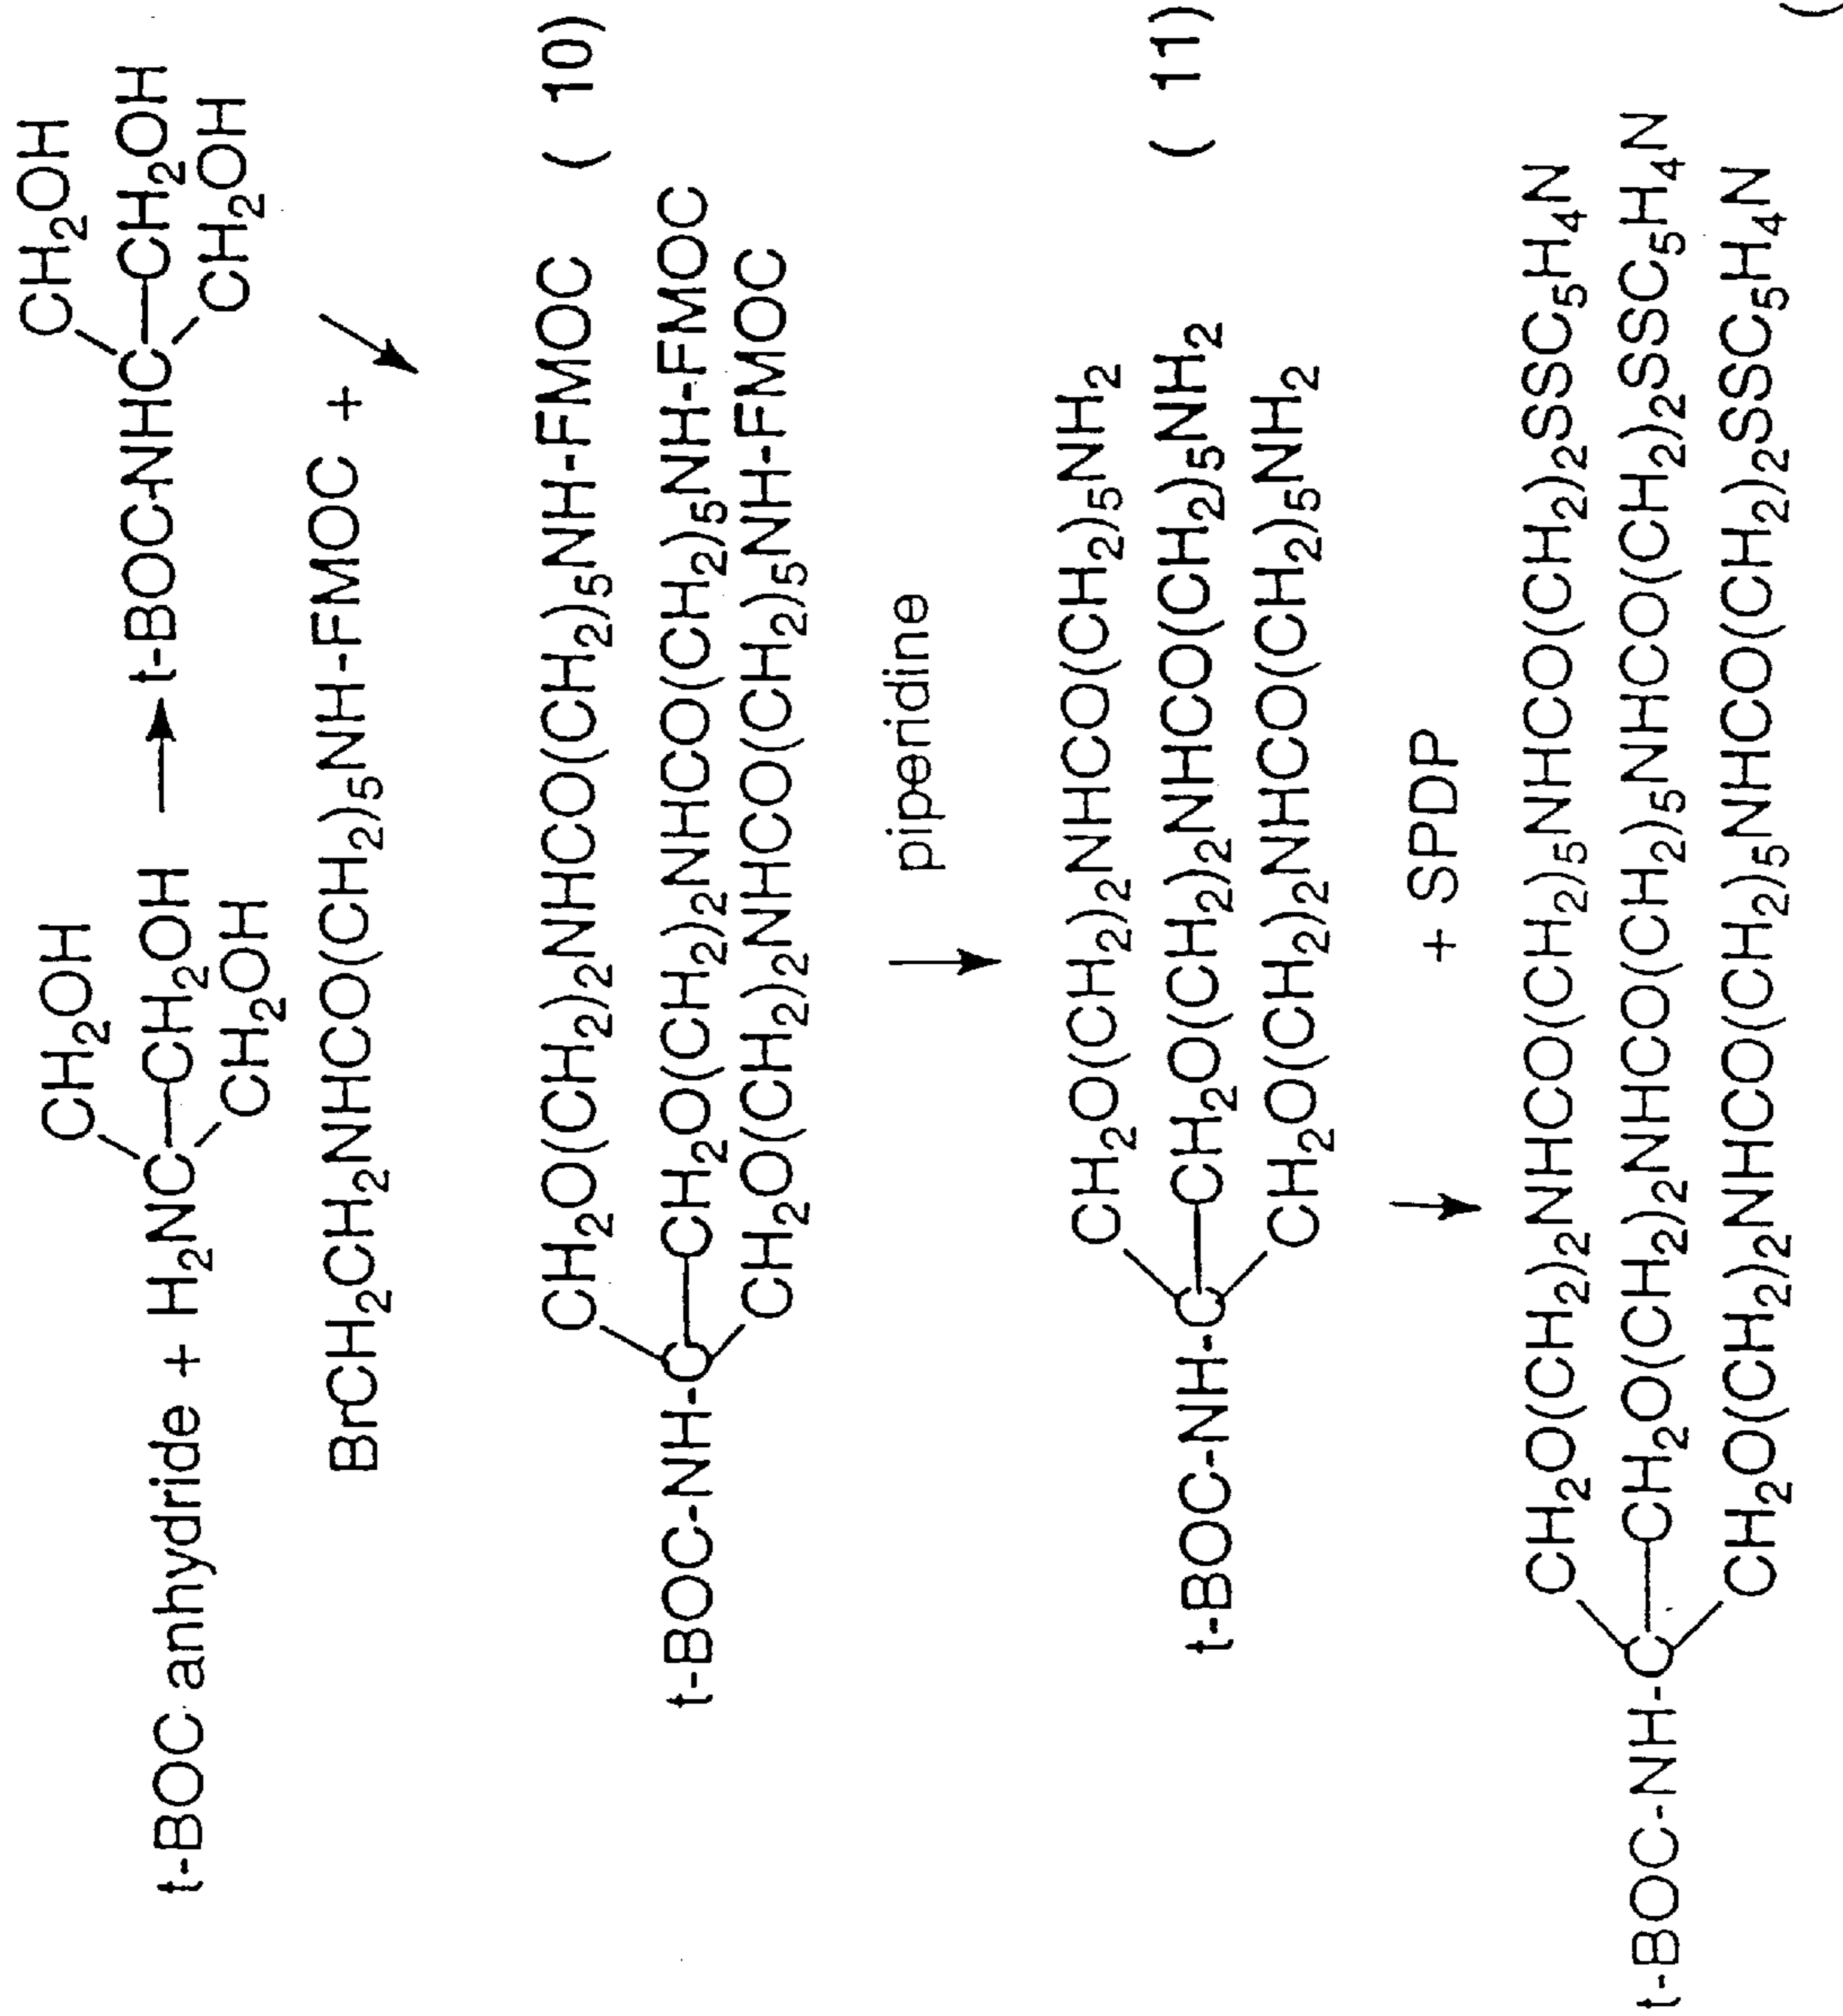 CH2OH CH2OH
t-BOC anhydride + H2NC—CH2OH ⟶ t-BOC-NHC—CH2OH
CH2OH CH2OH
BrCH2CH2NHCO(CH2)5NH-FMOC +
CH2O(CH2)2NHCO(CH2)5NH-FMOC ( 10)
t-BOC-NH-C—CH2O(CH2)2NHCO(CH2)5NH-FMOC
CH2O(CH2)2NHCO(CH2)5NH-FMOC
piperidine
CH2O(CH2)2NHCO(CH2)5NH2
t-BOC-NH-C—CH2O(CH2)2NHCO(CH2)5NH2 ( 11)
CH2O(CH2)2NHCO(CH2)5NH2
+ SPDP
CH2O(CH2)2NHCO(CH2)5NHCO(CH2)2SSC5H4N
t-BOC-NH-C—CH2O(CH2)2NHCO(CH2)5NHCO(CH2)2SSC5H4N
CH2O(CH2)2NHCO(CH2)5NHCO(CH2)2SSC5H4N
(